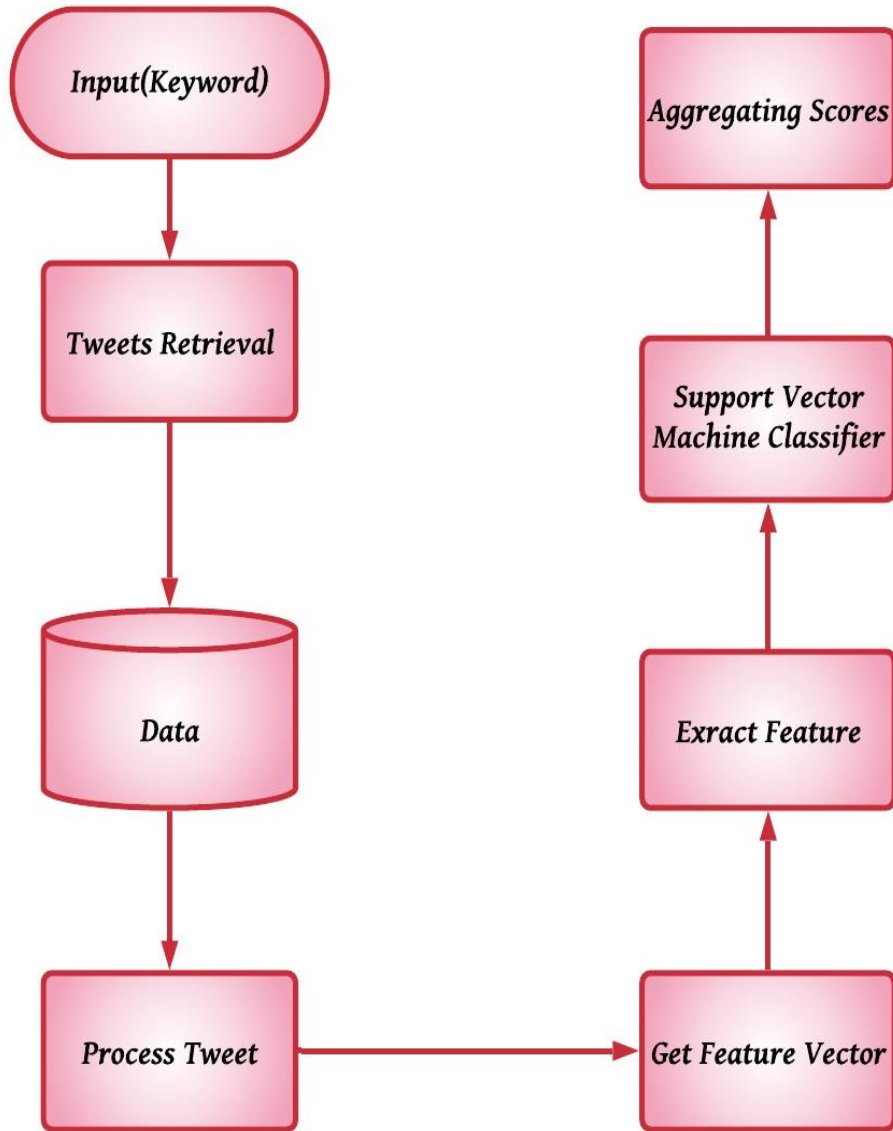 Input(Keyword)
Tweets Retrieval
Data
Process Tweet
Get Feature Vector
Exract Feature
Support Vector
Machine Classifier
Aggregating Scores